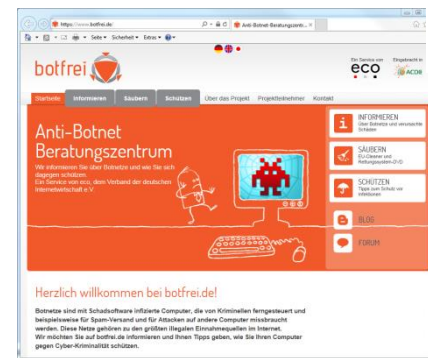 https://www.botfrei.de/
Anti-Botnet Beratungszentr...
Seite Sicherheit Extras
botfrei
Ein Service von
eco
Eingebracht in
ACDC
Startseite Informieren Säubern Schützen Über das Projekt Projektteilnehmer Kontakt
Anti-Botnet
Beratungszentrum
Wir informieren Sie über Botnetze und wie Sie sich
dagegen schützen.
Ein Service von eco, dem Verband der deutschen
Internetwirtschaft e.V.
INFORMIEREN
Über Botnetze und verursachte
Schäden
SÄUBERN
EU-Cleaner und
Rettungssystem-DVD
SCHÜTZEN
Tipps zum Schutz vor
Infektionen
BLOG
FORUM
Herzlich willkommen bei botfrei.de!
Botnetze sind mit Schadsoftware infizierte Computer, die von Kriminellen ferngesteuert und
beispielsweise für Spam-Versand und für Attacken auf andere Computer missbraucht
werden. Diese Netze gehören zu den größten illegalen Einnahmequellen im Internet.
Wir möchten Sie auf botfrei.de informieren und Ihnen Tipps geben, wie Sie Ihren Computer
gegen Cyber-Kriminalität schützen.